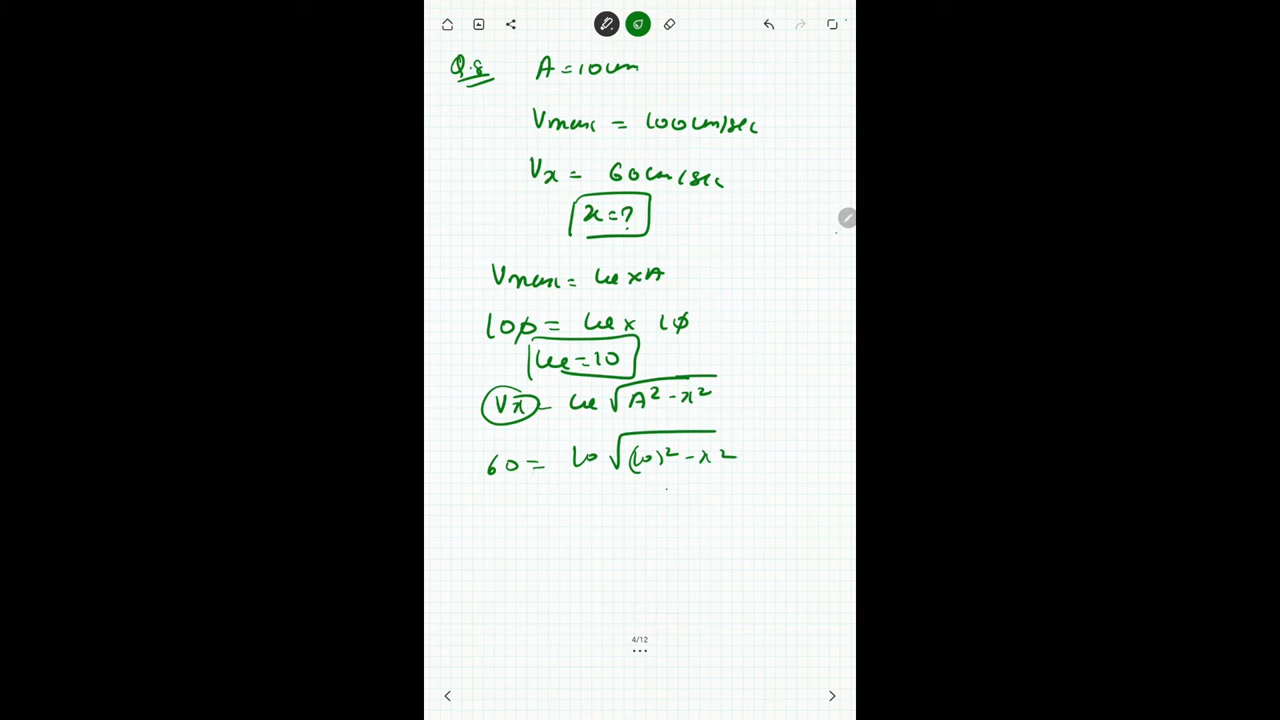 Q.8 A = 10cm
Vmax = 100cm/sec
Vx = 60cm/sec
x = ?
Vmax = ω x A
100 = ω x 10
ω = 10
Vx = ω √A² - x²
60 = 10 √(10)² - x²
4/12